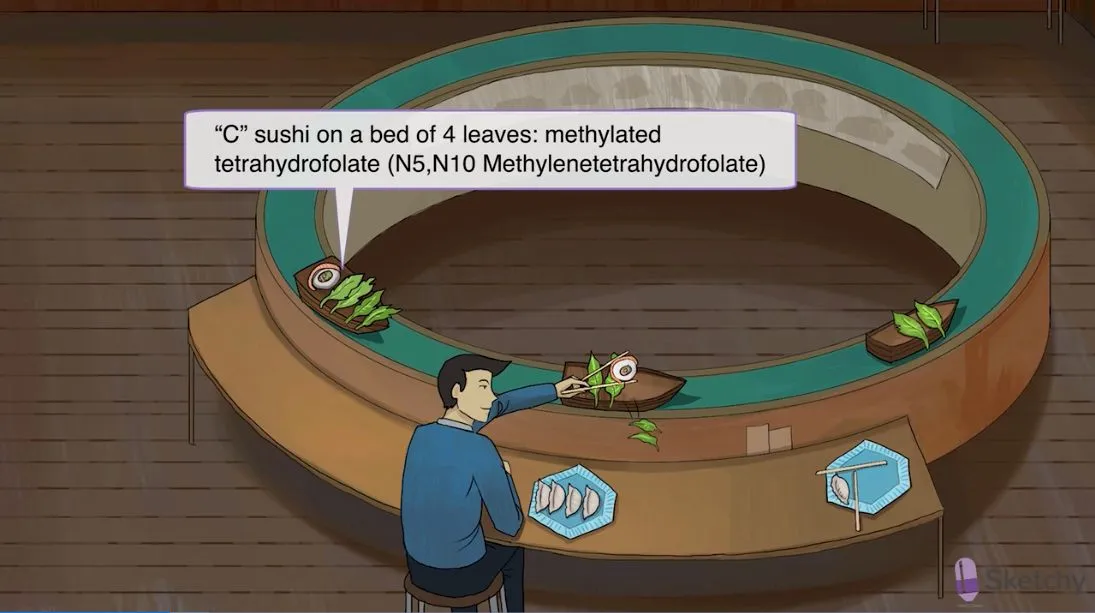 “C” sushi on a bed of 4 leaves: methylated
tetrahydrofolate (N5,N10 Methylenetetrahydrofolate)
Sketchy